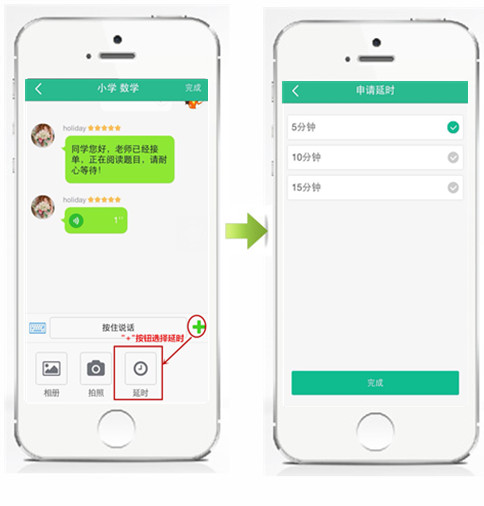 小学 数学
完成
holiday
同学您好，老师已经接
单，正在阅读题目，请耐
心等待！
holiday
1"
按住说话
"+"按钮选择延时
相册
拍照
延时
申请延时
5分钟
10分钟
15分钟
完成